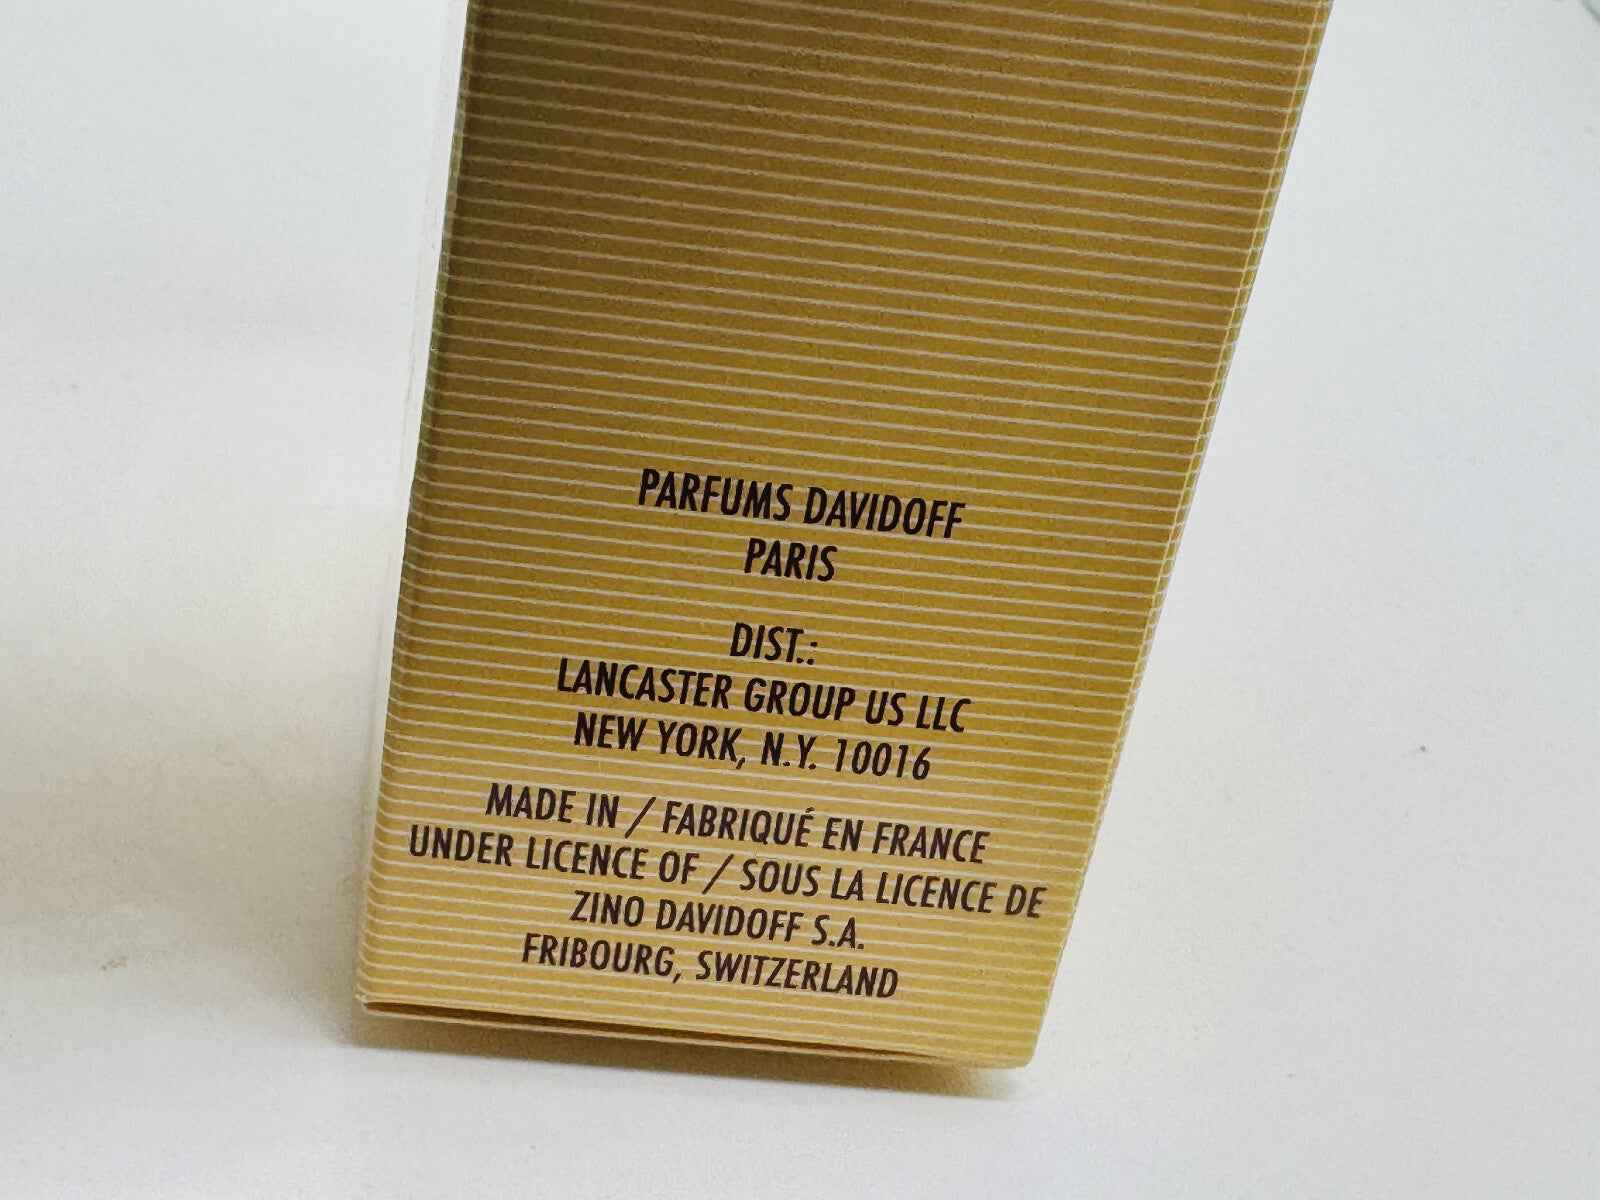 PARFUMS DAVIDOFF
PARIS
DIST.:
LANCASTER GROUP US LLC
NEW YORK, N.Y. 10016
MADE IN / FABRIQUÉ EN FRANCE
UNDER LICENCE OF / SOUS LA LICENCE DE
ZINO DAVIDOFF S.A.
FRIBOURG, SWITZERLAND